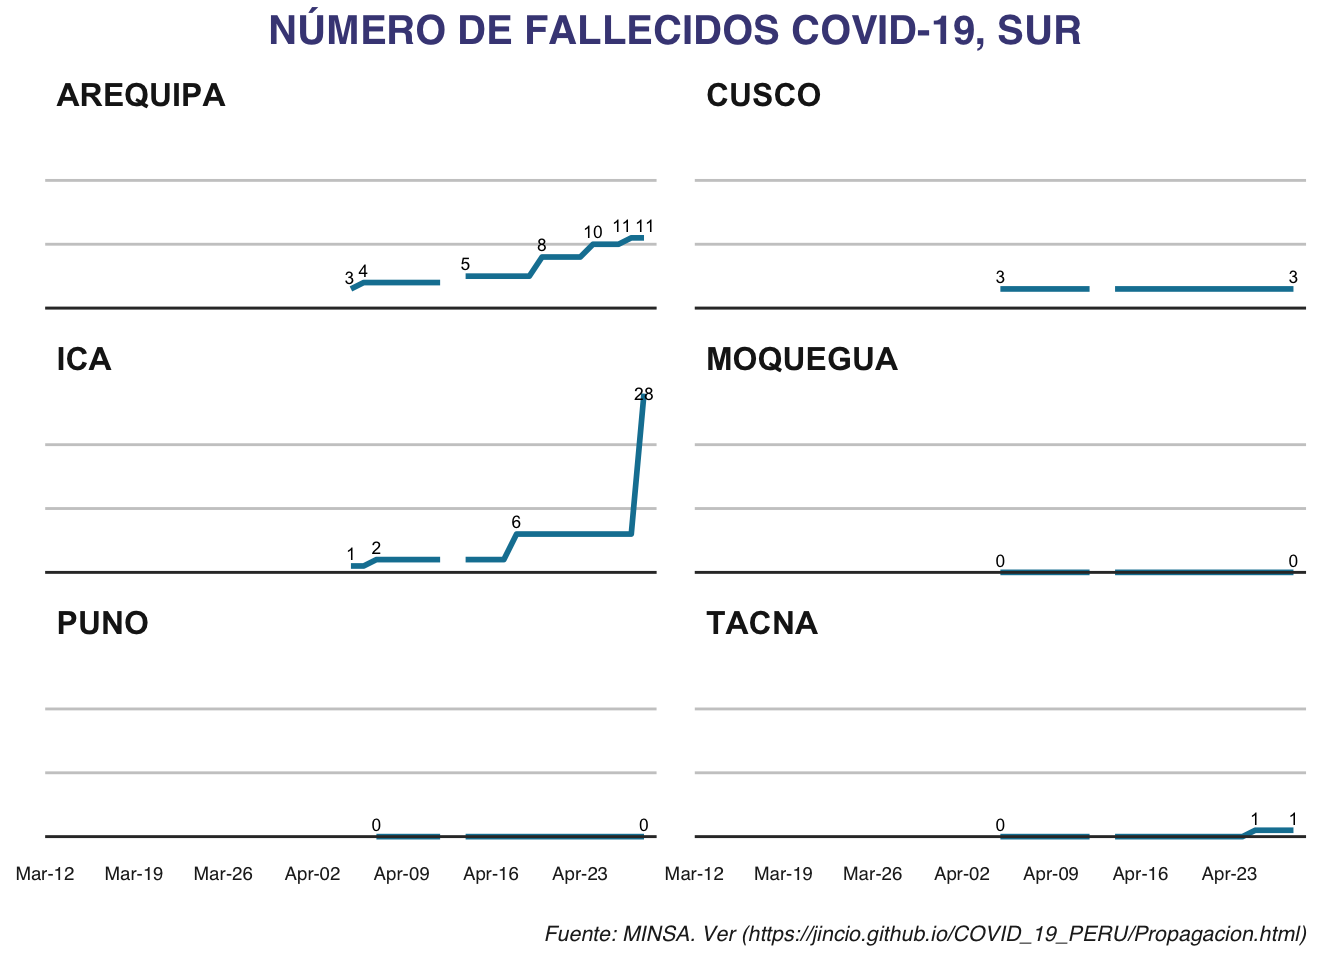 NÚMERO DE FALLECIDOS COVID-19, SUR
AREQUIPA
3 4 5 8 10 11 11
CUSCO
3 3
ICA
1 2 6 28
MOQUEGUA
0 0
PUNO
0 0
TACNA
0 1 1
Mar-12 Mar-19 Mar-26 Apr-02 Apr-09 Apr-16 Apr-23 Mar-12 Mar-19 Mar-26 Apr-02 Apr-09 Apr-16 Apr-23
Fuente: MINSA. Ver (https://jincio.github.io/COVID_19_PERU/Propagacion.html)